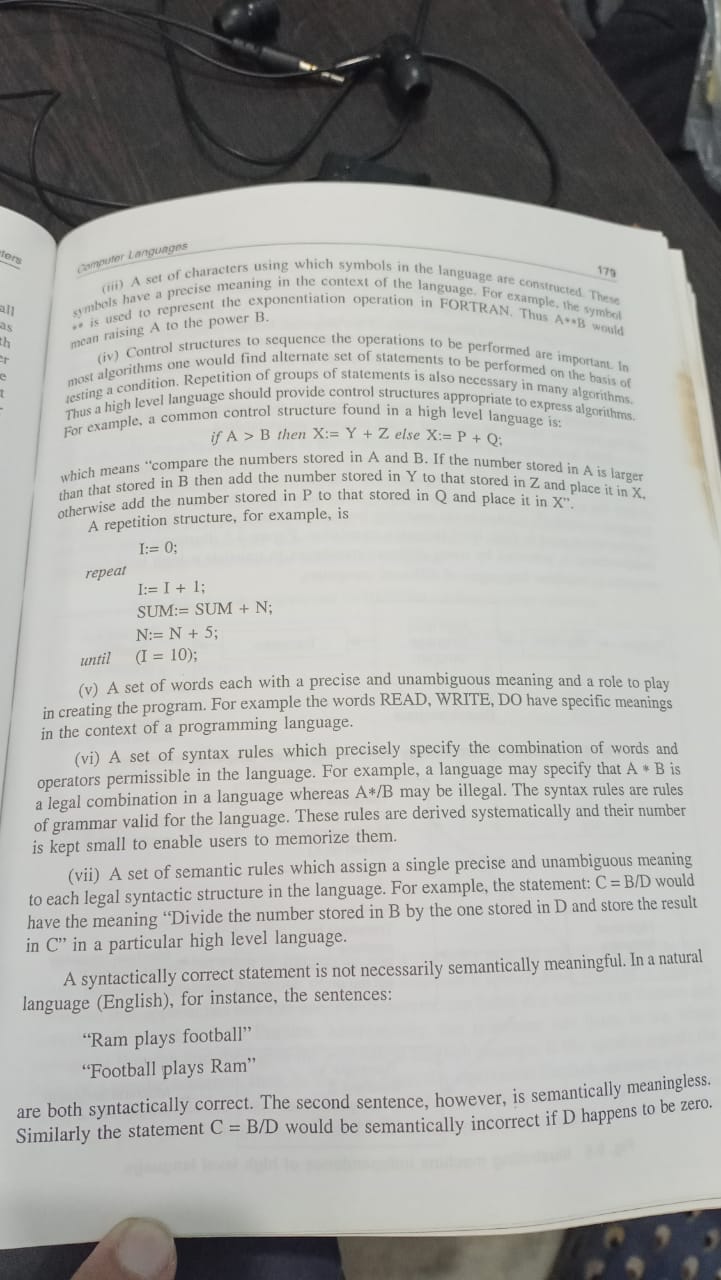 ters
all
as
th
er
e
t
Computer Languages 179
(iii) A set of characters using which symbols in the language are constructed. These
symbols have a precise meaning in the context of the language. For example, the symbol
** is used to represent the exponentiation operation in FORTRAN. Thus A**B would
mean raising A to the power B.
(iv) Control structures to sequence the operations to be performed are important. In
most algorithms one would find alternate set of statements to be performed on the basis of
testing a condition. Repetition of groups of statements is also necessary in many algorithms.
Thus a high level language should provide control structures appropriate to express algorithms.
For example, a common control structure found in a high level language is:
if A > B then X:= Y + Z else X:= P + Q;
which means “compare the numbers stored in A and B. If the number stored in A is larger
than that stored in B then add the number stored in Y to that stored in Z and place it in X,
otherwise add the number stored in P to that stored in Q and place it in X”.
A repetition structure, for example, is
I:= 0;
repeat
I:= I + 1;
SUM:= SUM + N;
N:= N + 5;
until (I = 10);
(v) A set of words each with a precise and unambiguous meaning and a role to play
in creating the program. For example the words READ, WRITE, DO have specific meanings
in the context of a programming language.
(vi) A set of syntax rules which precisely specify the combination of words and
operators permissible in the language. For example, a language may specify that A * B is
a legal combination in a language whereas A*/B may be illegal. The syntax rules are rules
of grammar valid for the language. These rules are derived systematically and their number
is kept small to enable users to memorize them.
(vii) A set of semantic rules which assign a single precise and unambiguous meaning
to each legal syntactic structure in the language. For example, the statement: C = B/D would
have the meaning “Divide the number stored in B by the one stored in D and store the result
in C” in a particular high level language.
A syntactically correct statement is not necessarily semantically meaningful. In a natural
language (English), for instance, the sentences:
“Ram plays football”
“Football plays Ram”
are both syntactically correct. The second sentence, however, is semantically meaningless.
Similarly the statement C = B/D would be semantically incorrect if D happens to be zero.